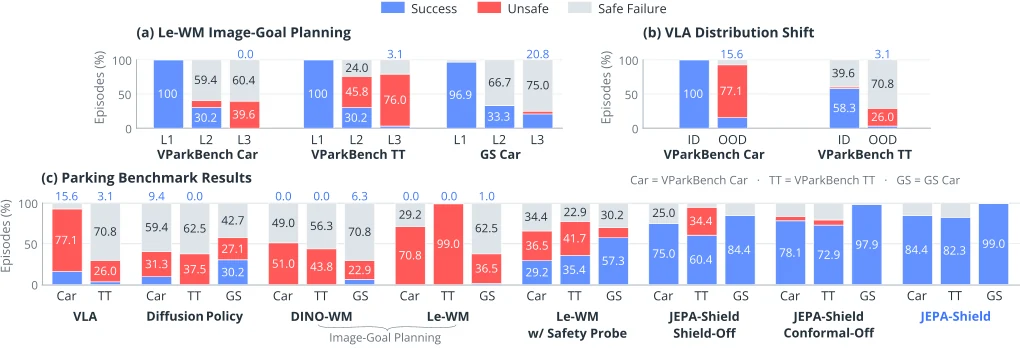 Success Unsafe Safe Failure
(a) Le-WM Image-Goal Planning
(b) VLA Distribution Shift
Episodes (%)
100
50
0
0.0 3.1 20.8
100 59.4 30.2 60.4 39.6
100 24.0 45.8 30.2 76.0
96.9 66.7 33.3 75.0
L1 L2 L3 L1 L2 L3 L1 L2 L3
VParkBench Car VParkBench TT GS Car
Episodes (%)
100
50
0
15.6 3.1
100 77.1 39.6 58.3 70.8 26.0
ID OOD ID OOD
VParkBench Car VParkBench TT
(c) Parking Benchmark Results
Car = VParkBench Car · TT = VParkBench TT · GS = GS Car
Episodes (%)
100
50
0
15.6 3.1 9.4 0.0 0.0 0.0 6.3 0.0 0.0 1.0
77.1 70.8 26.0
59.4 31.3 62.5 37.5 42.7 27.1 30.2
49.0 51.0 56.3 43.8 70.8 22.9
29.2 70.8 99.0 62.5 36.5
34.4 36.5 29.2 22.9 41.7 35.4 30.2 57.3
25.0 75.0 34.4 60.4 84.4
78.1 72.9 97.9
84.4 82.3 99.0
Car TT Car TT GS Car TT GS Car TT GS Car TT GS Car TT GS Car TT GS Car TT GS
VLA Diffusion Policy DINO-WM Le-WM Le-WM JEPA-Shield JEPA-Shield JEPA-Shield
w/ Safety Probe Shield-Off Conformal-Off
Image-Goal Planning